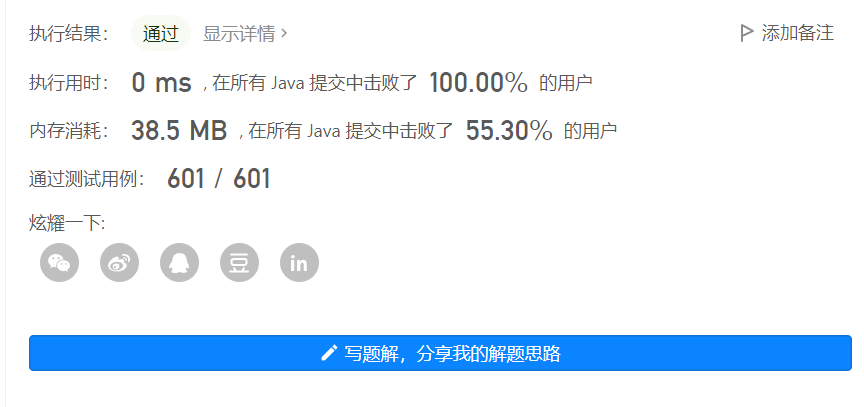 执行结果： 通过 显示详情 › 添加备注
执行用时： 0 ms , 在所有 Java 提交中击败了 100.00% 的用户
内存消耗： 38.5 MB , 在所有 Java 提交中击败了 55.30% 的用户
通过测试用例： 601 / 601
炫耀一下:
豆 in
写题解，分享我的解题思路